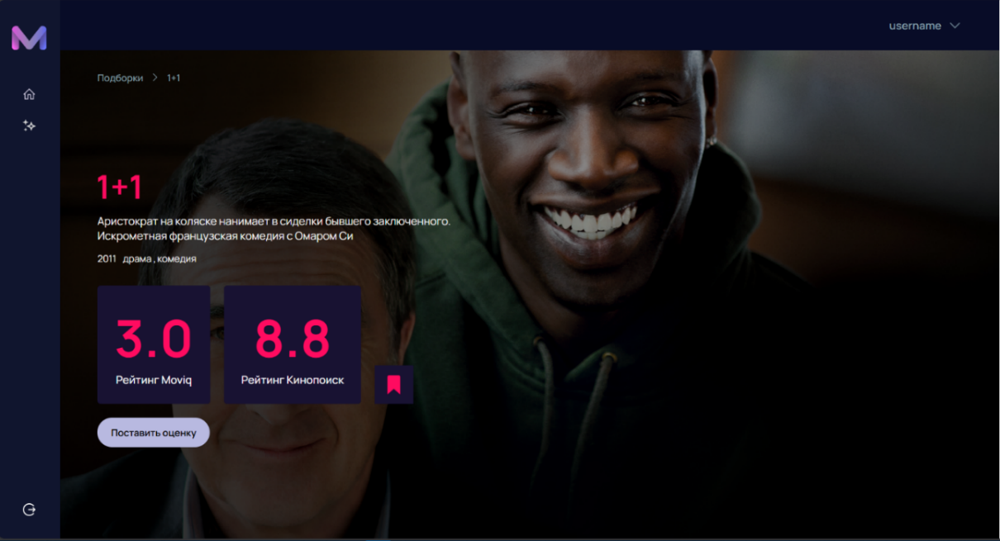 username
Подборки > 1+1
1+1
Аристократ на коляске нанимает в сиделки бывшего заключенного.
Искрометная французская комедия с Омаром Си
2011 драма , комедия
3.0
Рейтинг Moviq
8.8
Рейтинг Кинопоиск
Поставить оценку